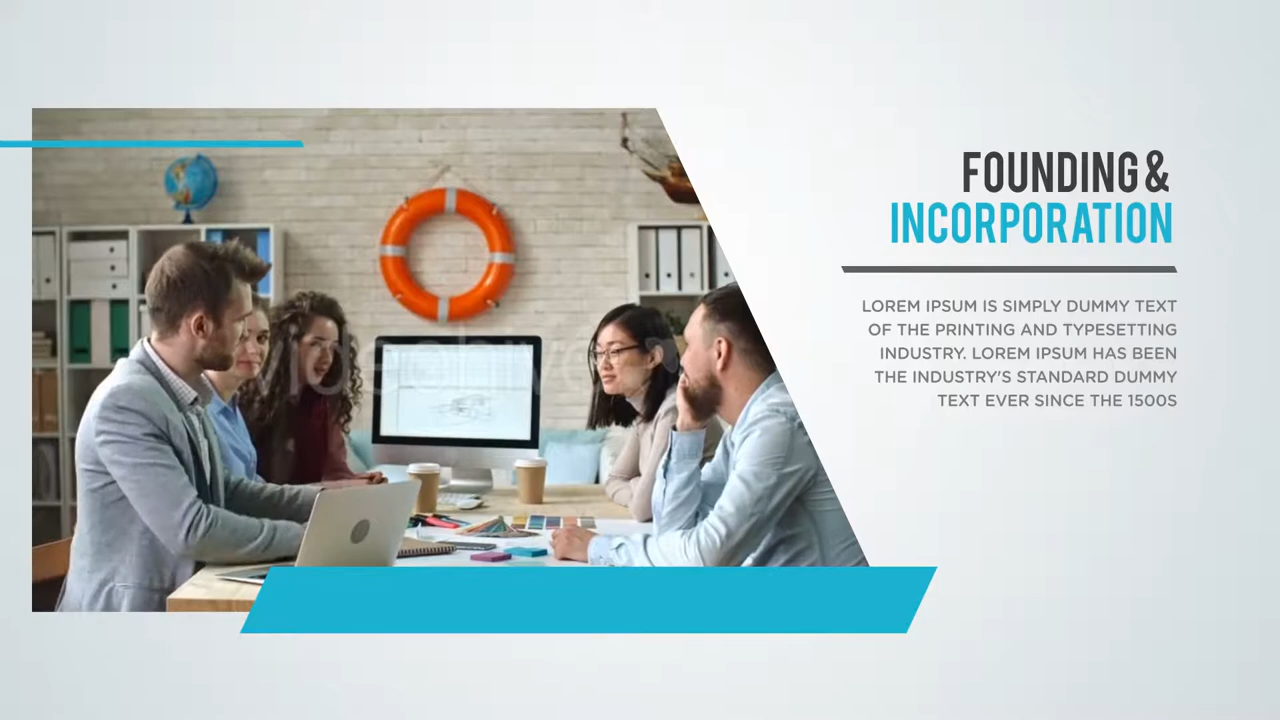 FOUNDING &
INCORPORATION
LOREM IPSUM IS SIMPLY DUMMY TEXT
OF THE PRINTING AND TYPESETTING
INDUSTRY. LOREM IPSUM HAS BEEN
THE INDUSTRY'S STANDARD DUMMY
TEXT EVER SINCE THE 1500S